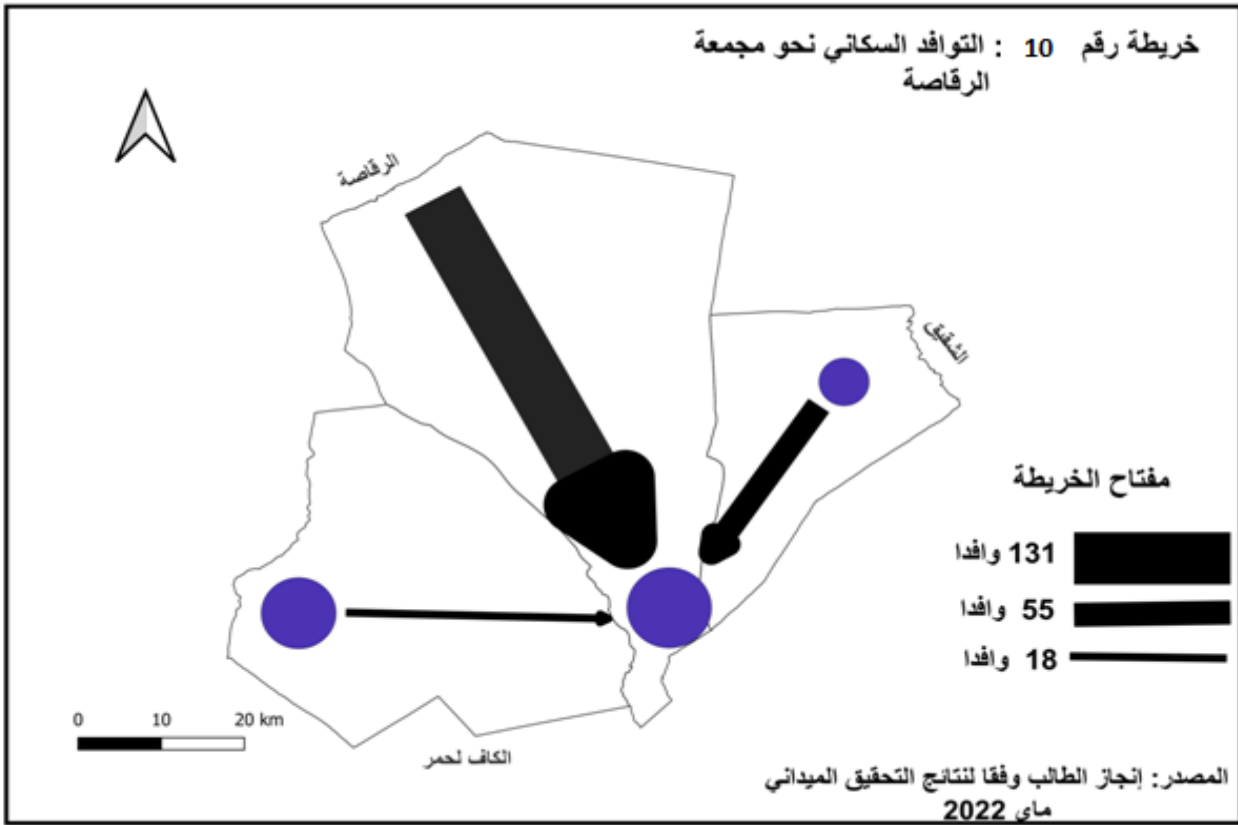 خريطة رقم 10 : التوافد السكاني نحو مجمعة
الرقاصة
الرقاصة
الشقيق
مفتاح الخريطة
131 وافدا
55 وافدا
18 وافدا
0 10 20 km
الكاف لحمر
المصدر: إنجاز الطالب وفقا لنتائج التحقيق الميداني
ماي 2022